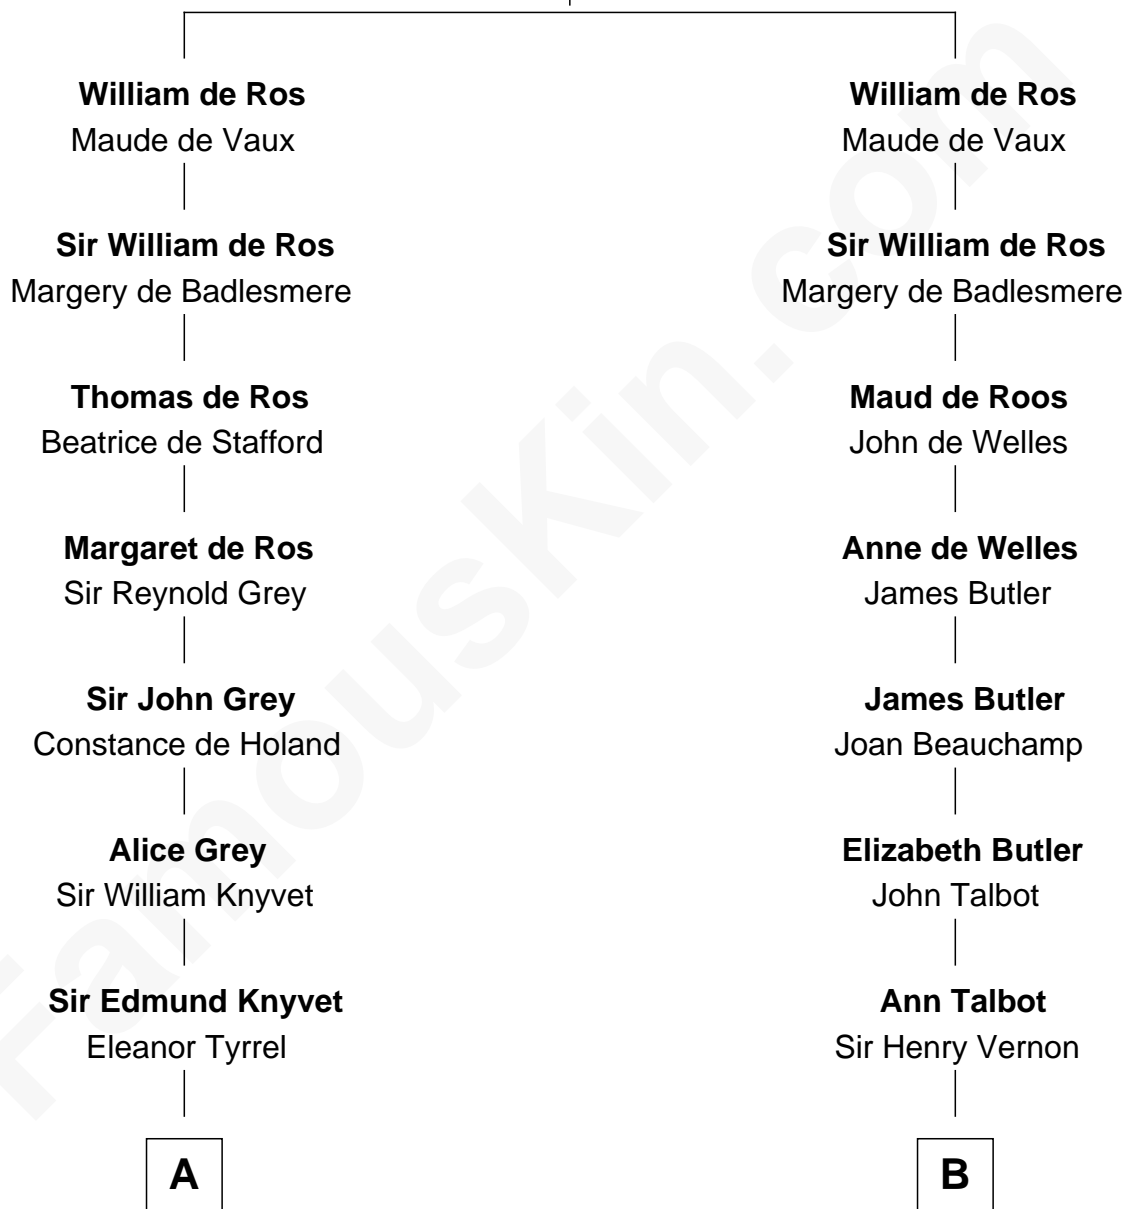 William de Ros
Maude de Vaux
Sir William de Ros
Margery de Badlesmere
Thomas de Ros
Beatrice de Stafford
Margaret de Ros
Sir Reynold Grey
Sir John Grey
Constance de Holand
Alice Grey
Sir William Knyvet
Sir Edmund Knyvet
Eleanor Tyrrel
A
William de Ros
Maude de Vaux
Sir William de Ros
Margery de Badlesmere
Maud de Roos
John de Welles
Anne de Welles
James Butler
James Butler
Joan Beauchamp
Elizabeth Butler
John Talbot
Ann Talbot
Sir Henry Vernon
B
FamousKin.com